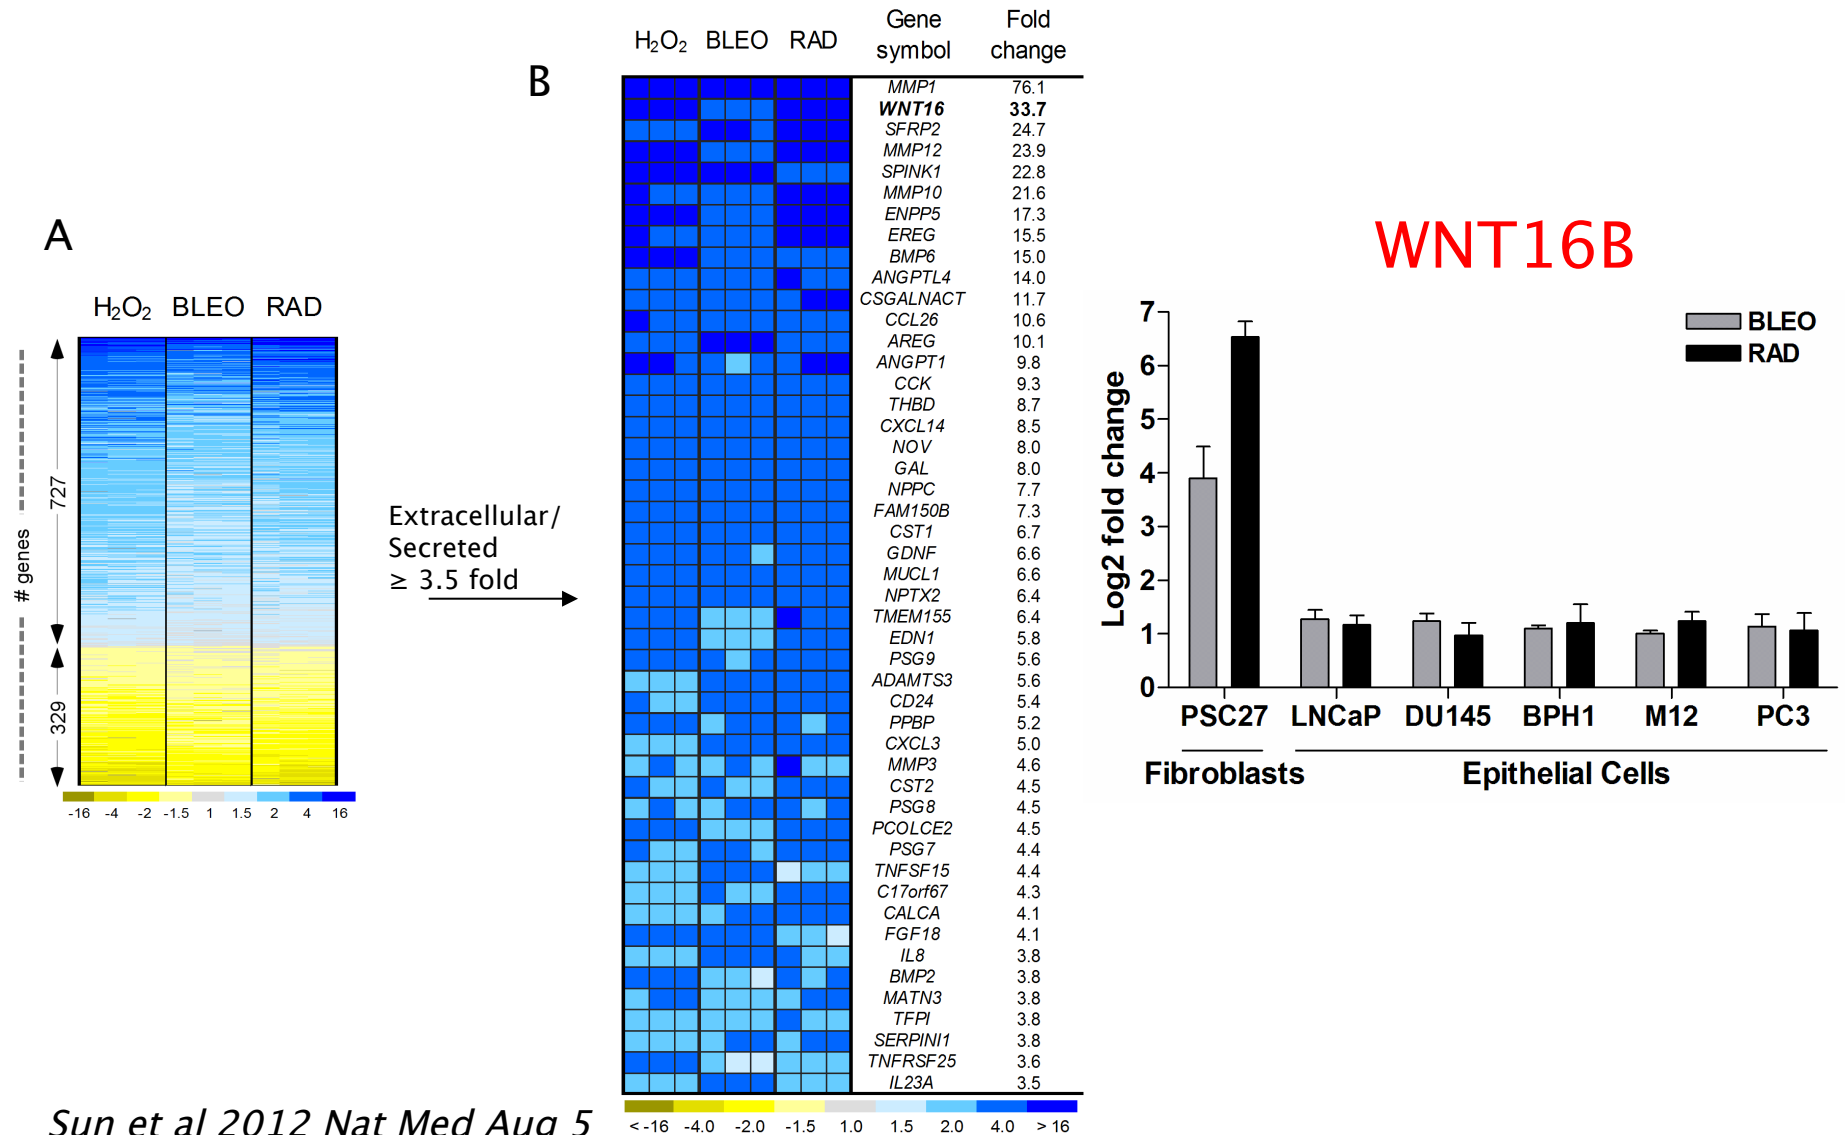 A
H₂O₂ BLEO RAD
# genes
727
329
-16 -4 -2 -1.5 1 1.5 2 4 16
Extracellular/
Secreted
≥ 3.5 fold
B
H₂O₂ BLEO RAD
Gene symbol Fold change
MMP1 76.1
WNT16 33.7
SFRP2 24.7
MMP12 23.9
SPINK1 22.8
MMP10 21.6
ENPP5 17.3
EREG 15.5
BMP6 15.0
ANGPTL4 14.0
CSGALNACT 11.7
CCL26 10.6
AREG 10.1
ANGPT1 9.8
CCK 9.3
THBD 8.7
CXCL14 8.5
NOV 8.0
GAL 8.0
NPPC 7.7
FAM150B 7.3
CST1 6.7
GDNF 6.6
MUCL1 6.6
NPTX2 6.4
TMEM155 6.4
EDN1 5.8
PSG9 5.6
ADAMTS3 5.6
CD24 5.4
PPBP 5.2
CXCL3 5.0
MMP3 4.6
CST2 4.5
PSG8 4.5
PCOLCE2 4.5
PSG7 4.4
TNFSF15 4.4
C17orf67 4.3
CALCA 4.1
FGF18 4.1
IL8 3.8
BMP2 3.8
MATN3 3.8
TFPI 3.8
SERPINI1 3.8
TNFRSF25 3.6
IL23A 3.5
< -16 -4.0 -2.0 -1.5 1.0 1.5 2.0 4.0 > 16
WNT16B
BLEO
RAD
Log2 fold change
7
6
5
4
3
2
1
0
PSC27 LNCaP DU145 BPH1 M12 PC3
Fibroblasts Epithelial Cells
Sun et al 2012 Nat Med Aug 5